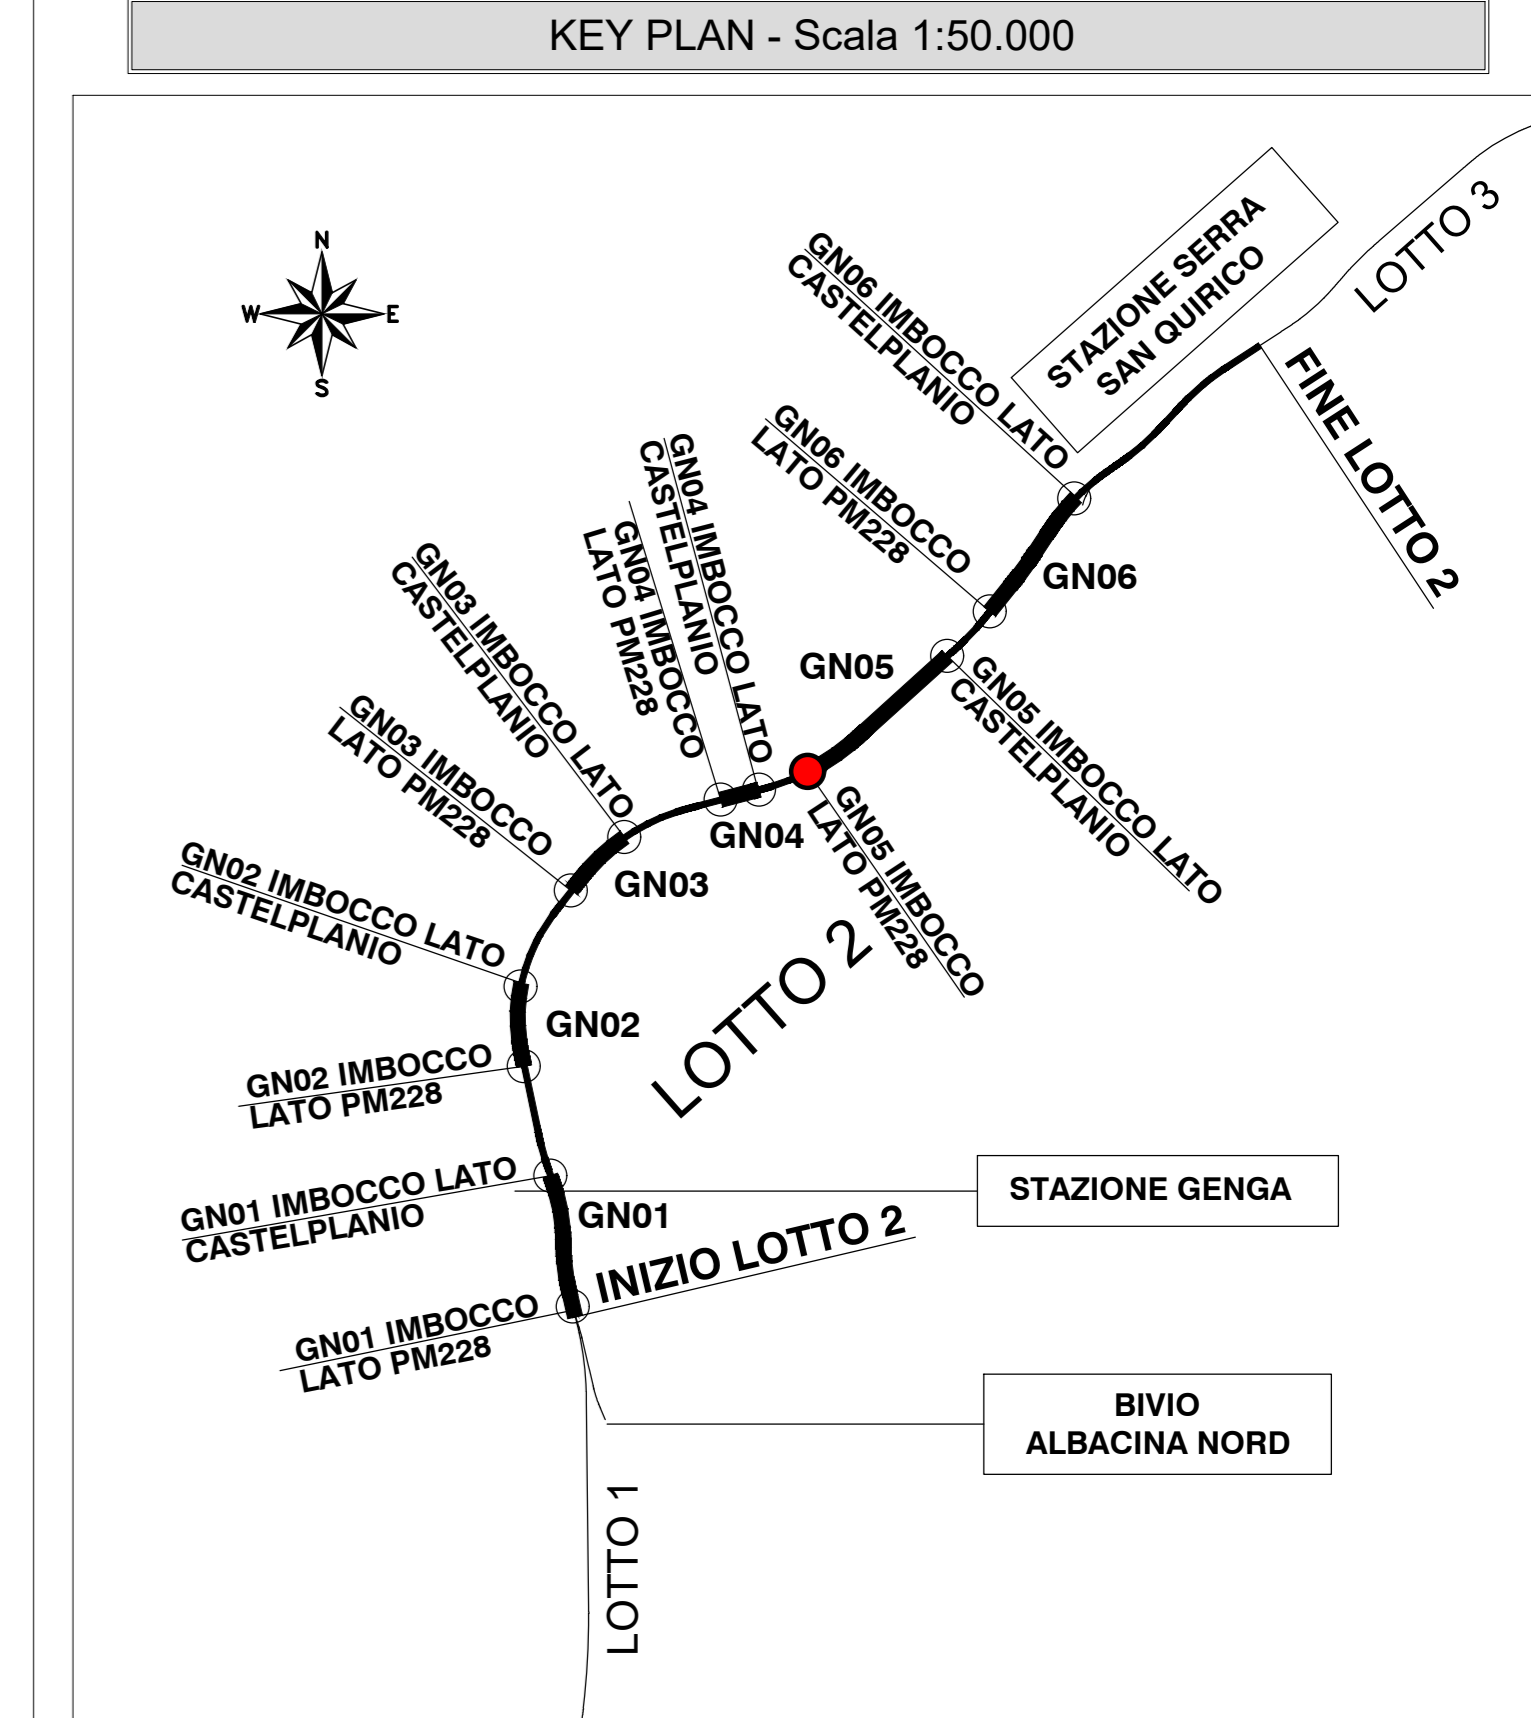 KEY PLAN - Scala 1:50.000
N
W
E
S
LOTTO 3
STAZIONE SERRA
SAN QUIRICO
GN06 IMBOCCO LATO
CASTELPLANIO
FINE LOTTO 2
GN06 IMBOCCO
LATO PM228
GN06
GN04 IMBOCCO LATO
CASTELPLANIO
GN04 IMBOCCO
LATO PM228
GN05
GN05 IMBOCCO LATO
CASTELPLANIO
GN03 IMBOCCO LATO
CASTELPLANIO
GN03 IMBOCCO
LATO PM228
GN04
GN05 IMBOCCO
LATO PM228
GN03
GN02 IMBOCCO LATO
CASTELPLANIO
LOTTO 2
GN02
GN02 IMBOCCO
LATO PM228
GN01 IMBOCCO LATO
CASTELPLANIO
STAZIONE GENGA
GN01
INIZIO LOTTO 2
GN01 IMBOCCO
LATO PM228
BIVIO
ALBACINA NORD
LOTTO 1